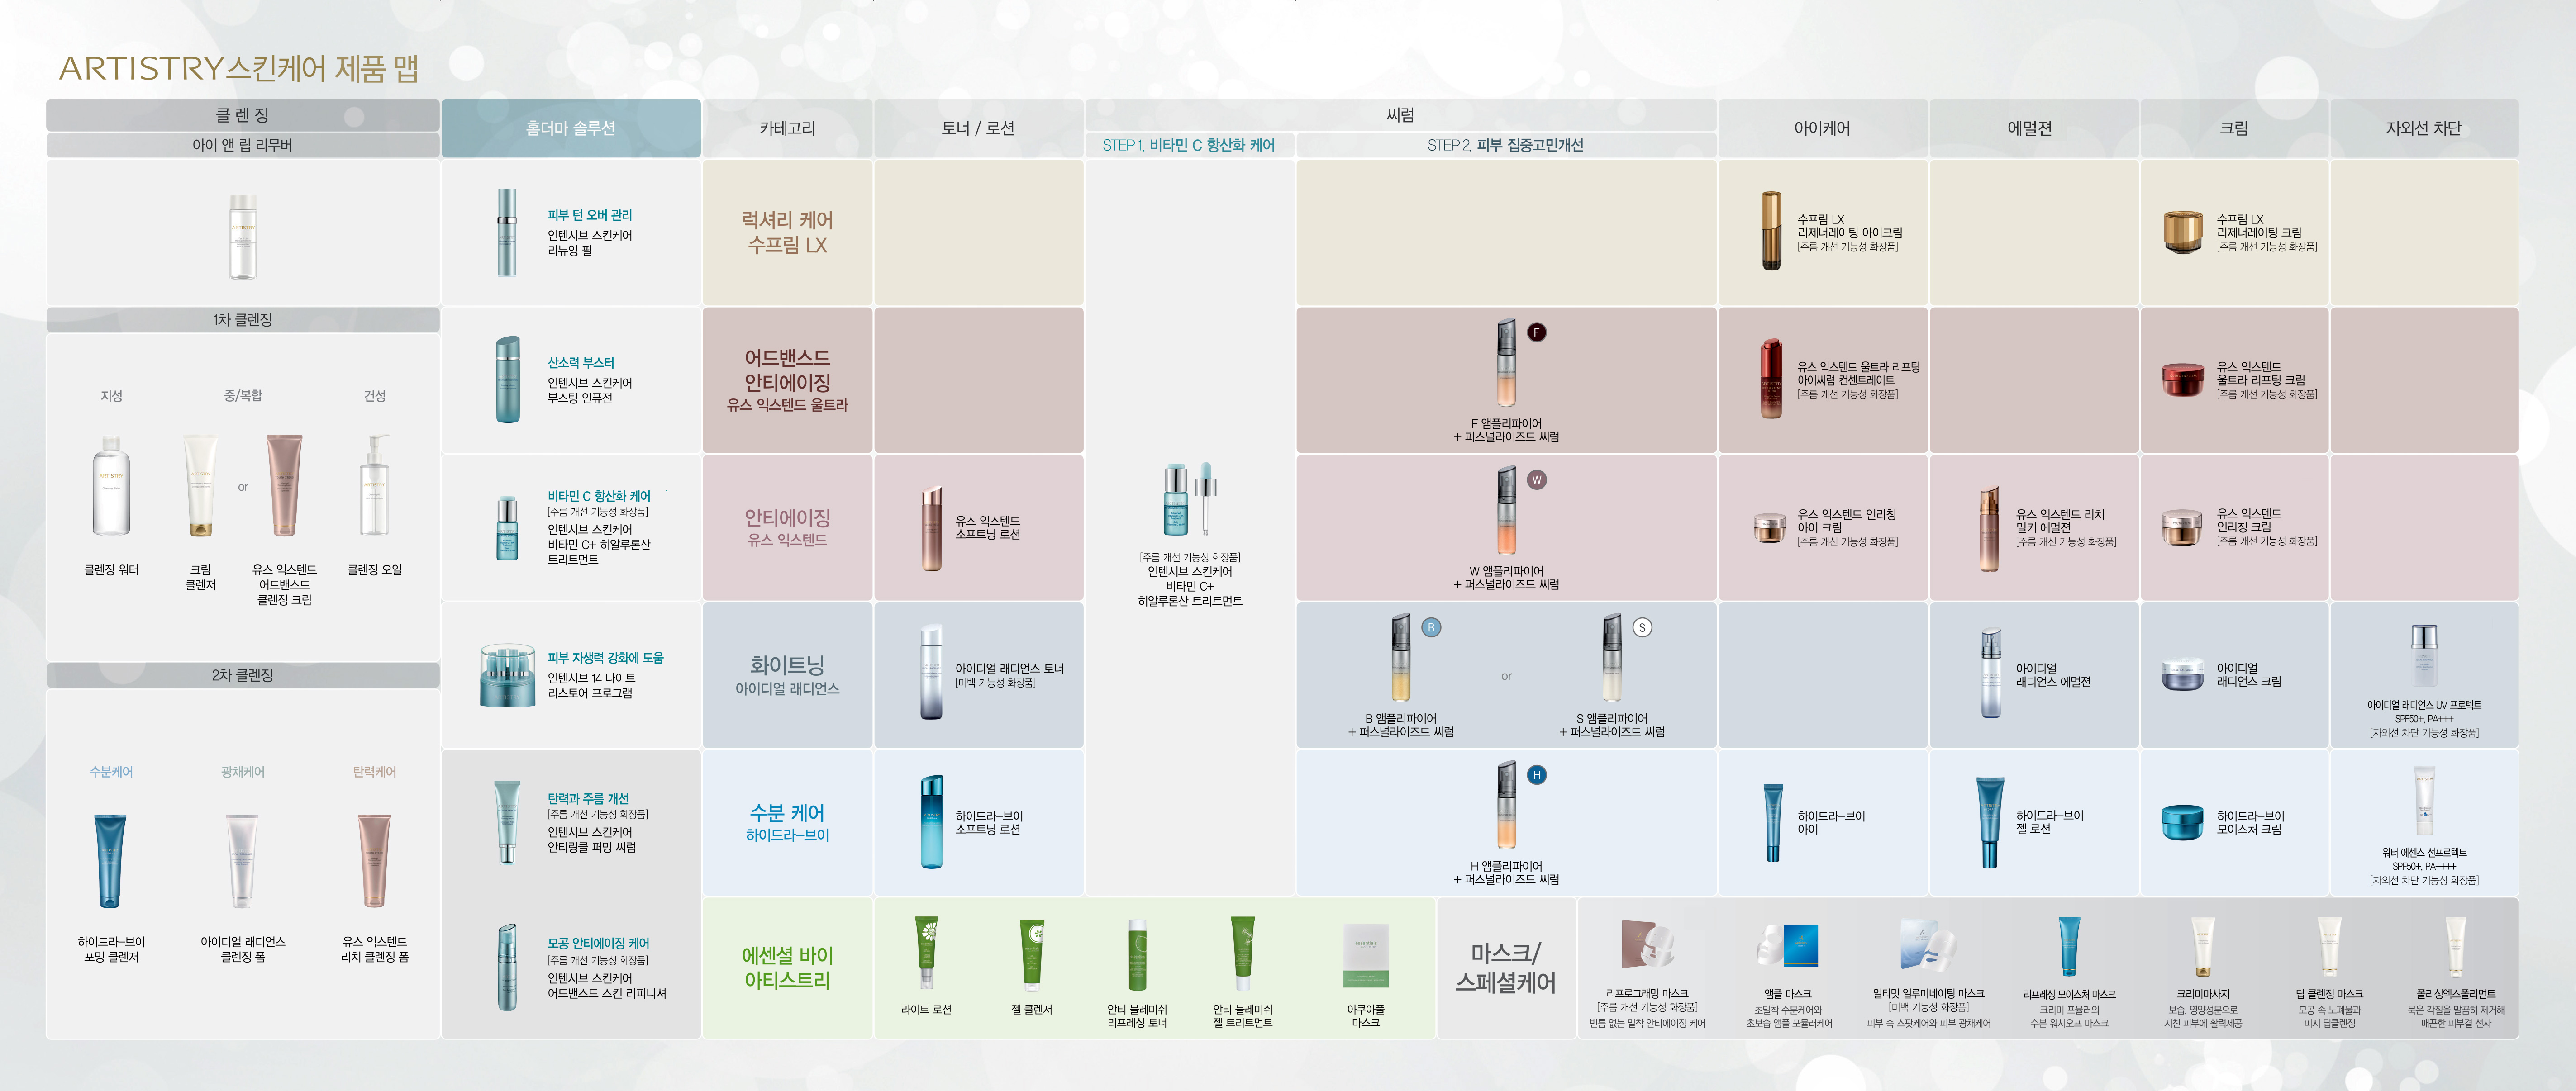 ARTISTRY스킨케어 제품 맵
클 렌 징
아이 앤 립 리무버
홈더마 솔루션
카테고리
토너 / 로션
씨럼
STEP 1. 비타민 C 항산화 케어
STEP 2. 피부 집중고민개선
아이케어
에멀젼
크림
자외선 차단
1차 클렌징
지성
중/복합
건성
or
클렌징 워터
크림
클렌저
유스 익스텐드
어드밴스드
클렌징 크림
클렌징 오일
2차 클렌징
수분케어
광채케어
탄력케어
하이드라-브이
포밍 클렌저
아이디얼 래디언스
클렌징 폼
유스 익스텐드
리치 클렌징 폼
피부 턴 오버 관리
인텐시브 스킨케어
리뉴잉 필
산소력 부스터
인텐시브 스킨케어
부스팅 인퓨전
비타민 C 항산화 케어
[주름 개선 기능성 화장품]
인텐시브 스킨케어
비타민 C+ 히알루론산
트리트먼트
피부 자생력 강화에 도움
인텐시브 14 나이트
리스토어 프로그램
탄력과 주름 개선
[주름 개선 기능성 화장품]
인텐시브 스킨케어
안티링클 퍼밍 씨럼
모공 안티에이징 케어
[주름 개선 기능성 화장품]
인텐시브 스킨케어
어드밴스드 스킨 리피니셔
럭셔리 케어
수프림 LX
수프림 LX
리제너레이팅 아이크림
[주름 개선 기능성 화장품]
수프림 LX
리제너레이팅 크림
[주름 개선 기능성 화장품]
어드밴스드
안티에이징
유스 익스텐드 울트라
F
F 앰플리파이어
+ 퍼스널라이즈드 씨럼
유스 익스텐드 울트라 리프팅
아이씨럼 컨센트레이트
[주름 개선 기능성 화장품]
유스 익스텐드
울트라 리프팅 크림
[주름 개선 기능성 화장품]
안티에이징
유스 익스텐드
유스 익스텐드
소프트닝 로션
[주름 개선 기능성 화장품]
인텐시브 스킨케어
비타민 C+
히알루론산 트리트먼트
W
W 앰플리파이어
+ 퍼스널라이즈드 씨럼
유스 익스텐드 인리칭
아이 크림
[주름 개선 기능성 화장품]
유스 익스텐드 리치
밀키 에멀젼
[주름 개선 기능성 화장품]
유스 익스텐드
인리칭 크림
[주름 개선 기능성 화장품]
화이트닝
아이디얼 래디언스
아이디얼 래디언스 토너
[미백 기능성 화장품]
B
B 앰플리파이어
+ 퍼스널라이즈드 씨럼
or
S
S 앰플리파이어
+ 퍼스널라이즈드 씨럼
아이디얼
래디언스 에멀젼
아이디얼
래디언스 크림
아이디얼 래디언스 UV 프로텍트
SPF50+, PA+++
[자외선 차단 기능성 화장품]
수분 케어
하이드라-브이
하이드라-브이
소프트닝 로션
H
H 앰플리파이어
+ 퍼스널라이즈드 씨럼
하이드라-브이
아이
하이드라-브이
젤 로션
하이드라-브이
모이스처 크림
워터 에센스 선프로텍트
SPF50+, PA++++
[자외선 차단 기능성 화장품]
에센셜 바이
아티스트리
라이트 로션
젤 클렌저
안티 블레미쉬
리프레싱 토너
안티 블레미쉬
젤 트리트먼트
아쿠아풀
마스크
마스크/
스페셜케어
리프로그래밍 마스크
[주름 개선 기능성 화장품]
빈틈 없는 밀착 안티에이징 케어
앰플 마스크
초밀착 수분케어와
초보습 앰플 포뮬러케어
얼티밋 일루미네이팅 마스크
[미백 기능성 화장품]
피부 속 스팟케어와 피부 광채케어
리프레싱 모이스처 마스크
크리미 포뮬러의
수분 워시오프 마스크
크리미마사지
보습, 영양성분으로
지친 피부에 활력제공
딥 클렌징 마스크
모공 속 노폐물과
피지 딥클렌징
폴리싱엑스폴리먼트
묵은 각질을 말끔히 제거해
매끈한 피부결 선사